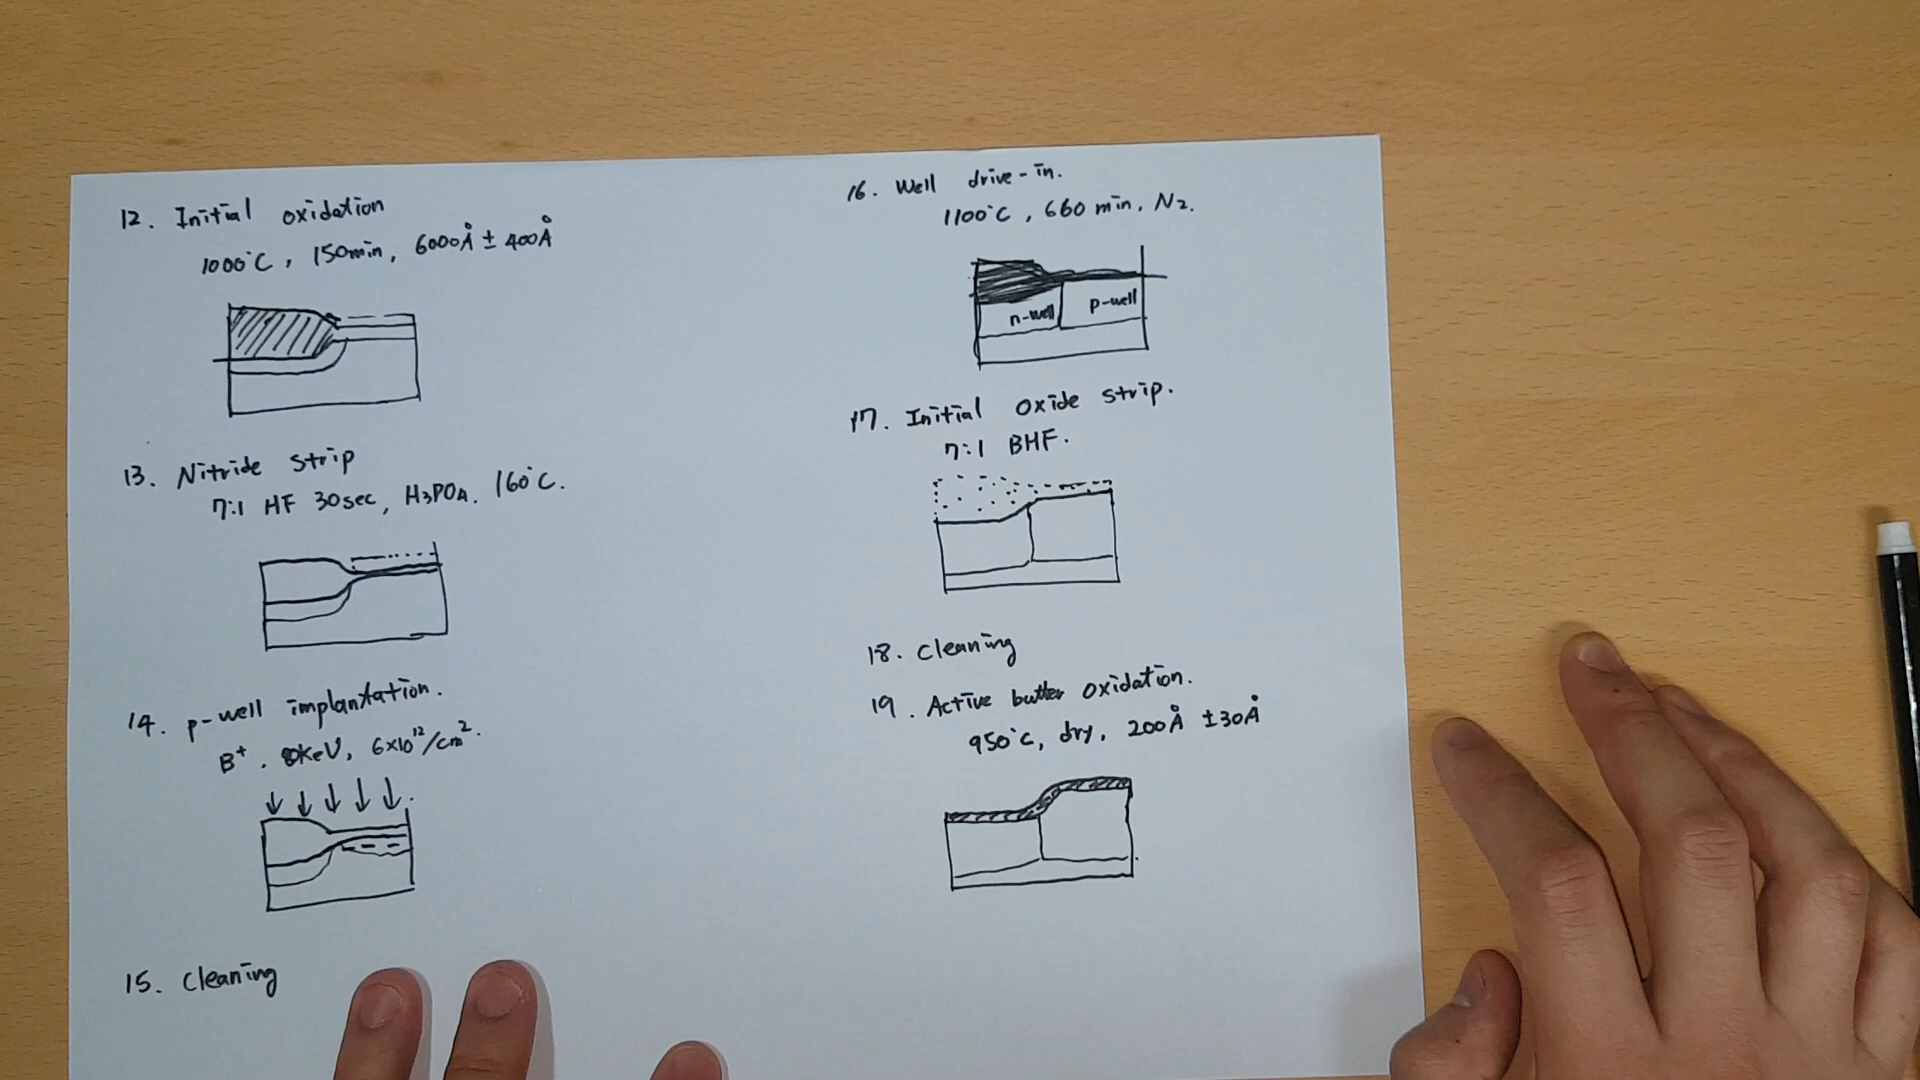 12. Initial oxidation
1000°C, 150min, 6000Å ± 400Å
13. Nitride strip
7:1 HF 30sec, H3PO4. 160°C.
14. p-well implantation.
B+. 80KeV, 6×10¹²/cm².
15. Cleaning
16. Well drive-in.
1100°C, 660 min, N2.
n-well p-well
17. Initial oxide strip.
7:1 BHF.
18. Cleaning
19. Active oxidation.
950°C, dry, 200Å ±30Å